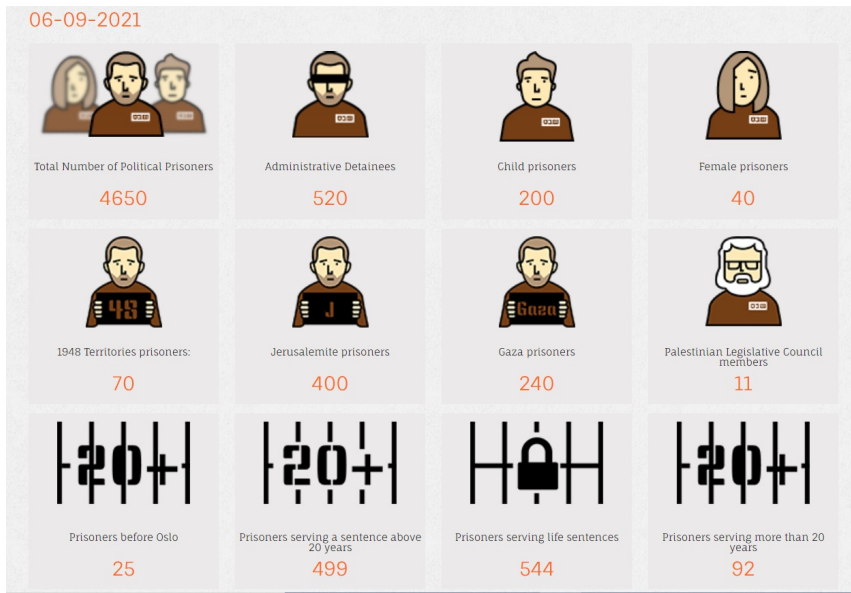 06-09-2021
Total Number of Political Prisoners
4650
Administrative Detainees
520
Child prisoners
200
Female prisoners
40
48
1948 Territories prisoners:
70
J
Jerusalemite prisoners
400
Gaza
Gaza prisoners
240
Palestinian Legislative Council
members
11
20+
Prisoners before Oslo
25
20+
Prisoners serving a sentence above
20 years
499
Prisoners serving life sentences
544
20+
Prisoners serving more than 20
years
92